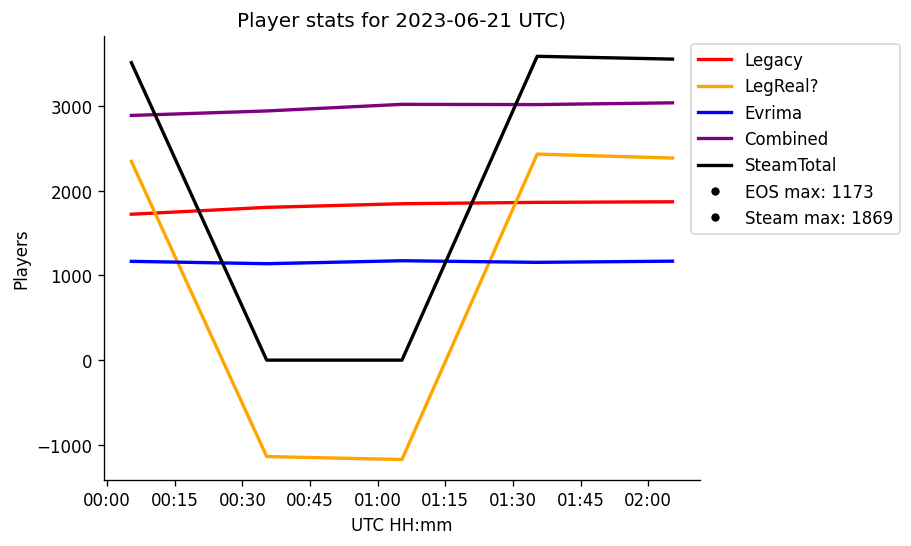 Player stats for 2023-06-21 UTC)
Legacy
LegReal?
Evrima
Combined
SteamTotal
EOS max: 1173
Steam max: 1869
Players
3000
2000
1000
0
−1000
00:00 00:15 00:30 00:45 01:00 01:15 01:30 01:45 02:00
UTC HH:mm